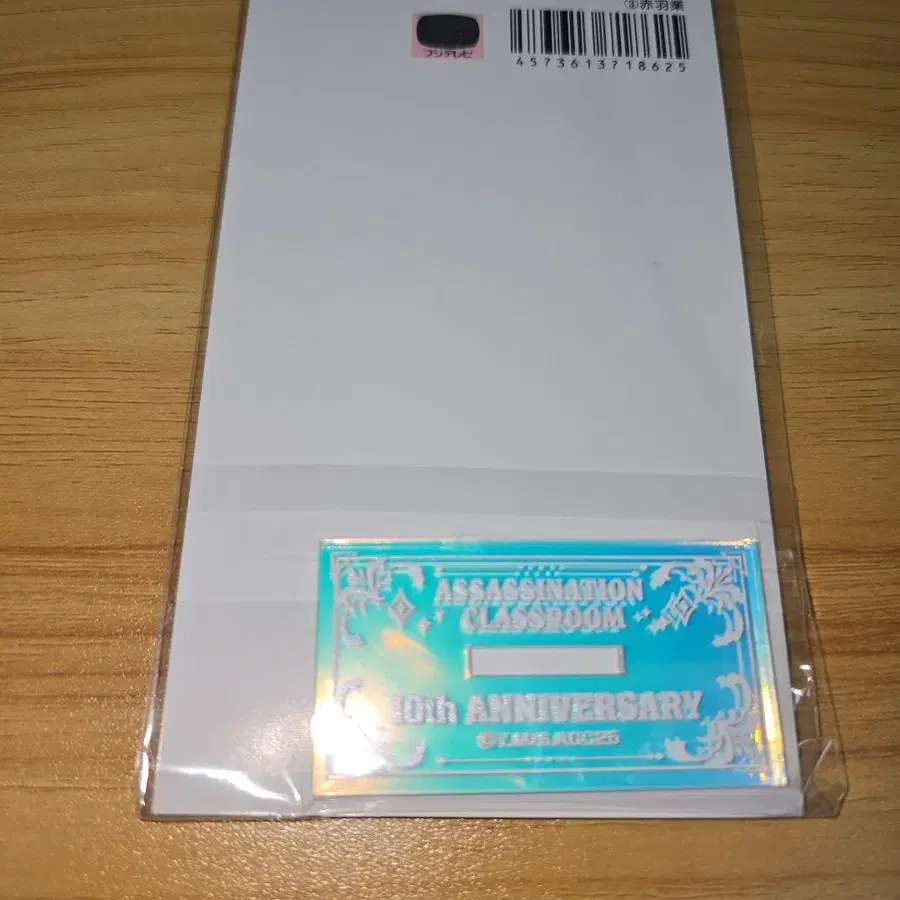 ③赤羽業
フジテレビ
4573613718625
ASSASSINATION
CLASSROOM
10th ANNIVERSARY